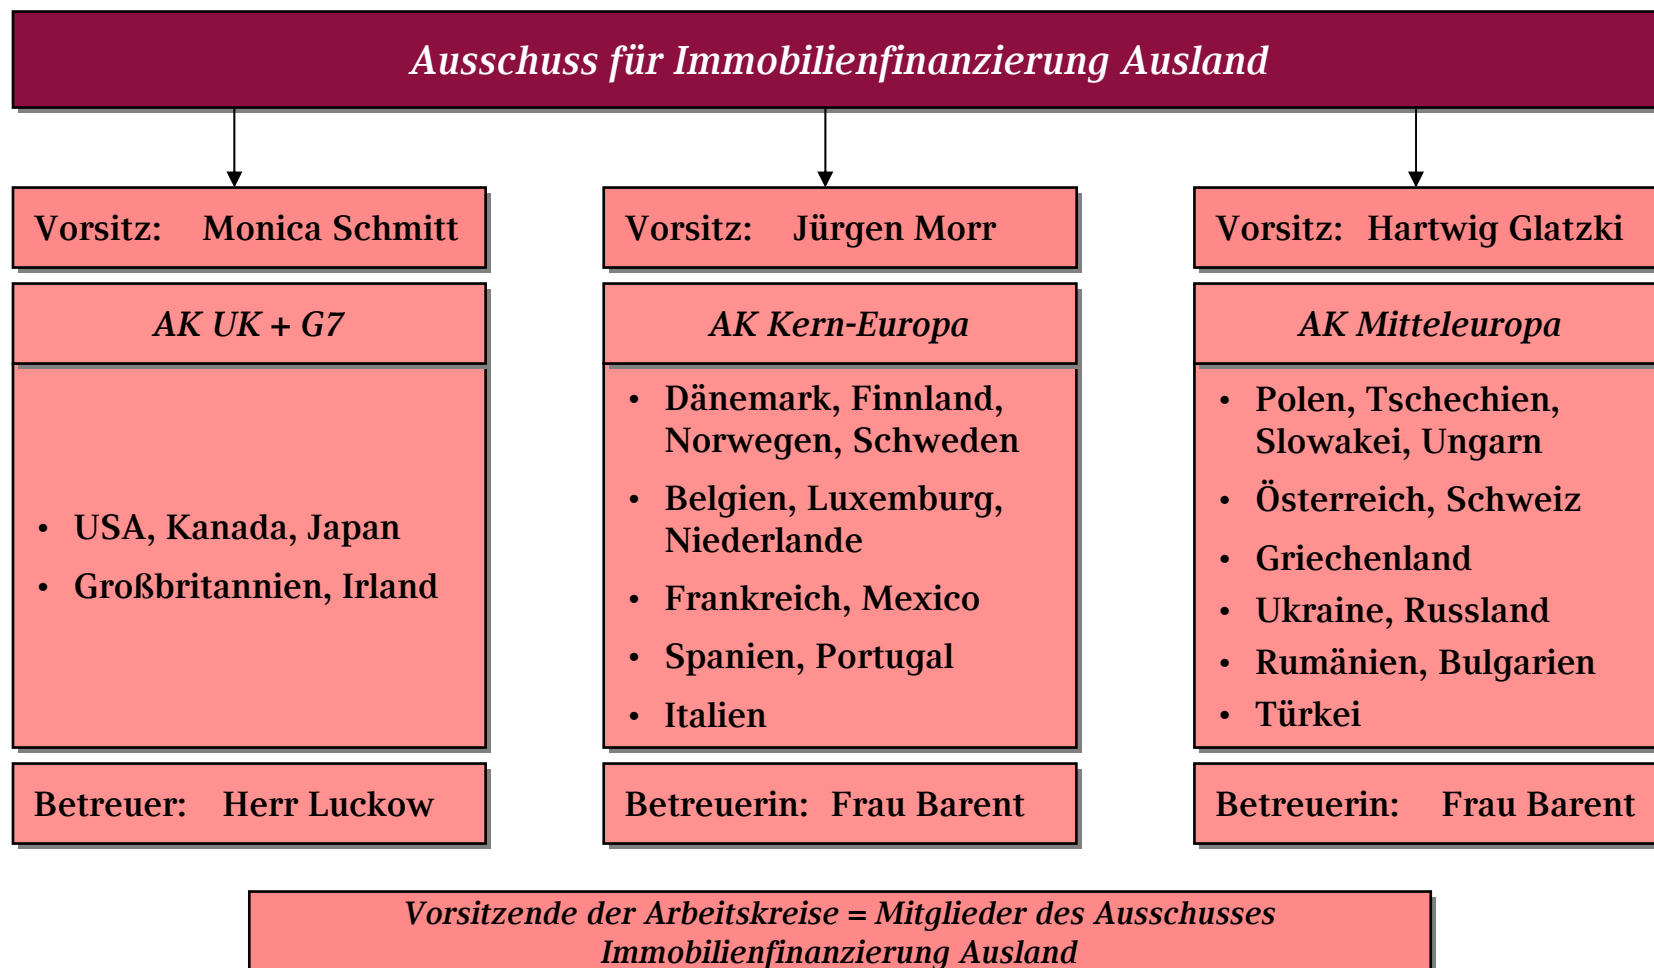 Ausschuss für Immobilienfinanzierung Ausland
Vorsitz: Monica Schmitt
AK UK + G7
• USA, Kanada, Japan
• Großbritannien, Irland
Betreuer: Herr Luckow
Vorsitz: Jürgen Morr
AK Kern-Europa
• Dänemark, Finnland,
Norwegen, Schweden
• Belgien, Luxemburg,
Niederlande
• Frankreich, Mexico
• Spanien, Portugal
• Italien
Betreuerin: Frau Barent
Vorsitz: Hartwig Glatzki
AK Mitteleuropa
• Polen, Tschechien,
Slowakei, Ungarn
• Österreich, Schweiz
• Griechenland
• Ukraine, Russland
• Rumänien, Bulgarien
• Türkei
Betreuerin: Frau Barent
Vorsitzende der Arbeitskreise = Mitglieder des Ausschusses
Immobilienfinanzierung Ausland